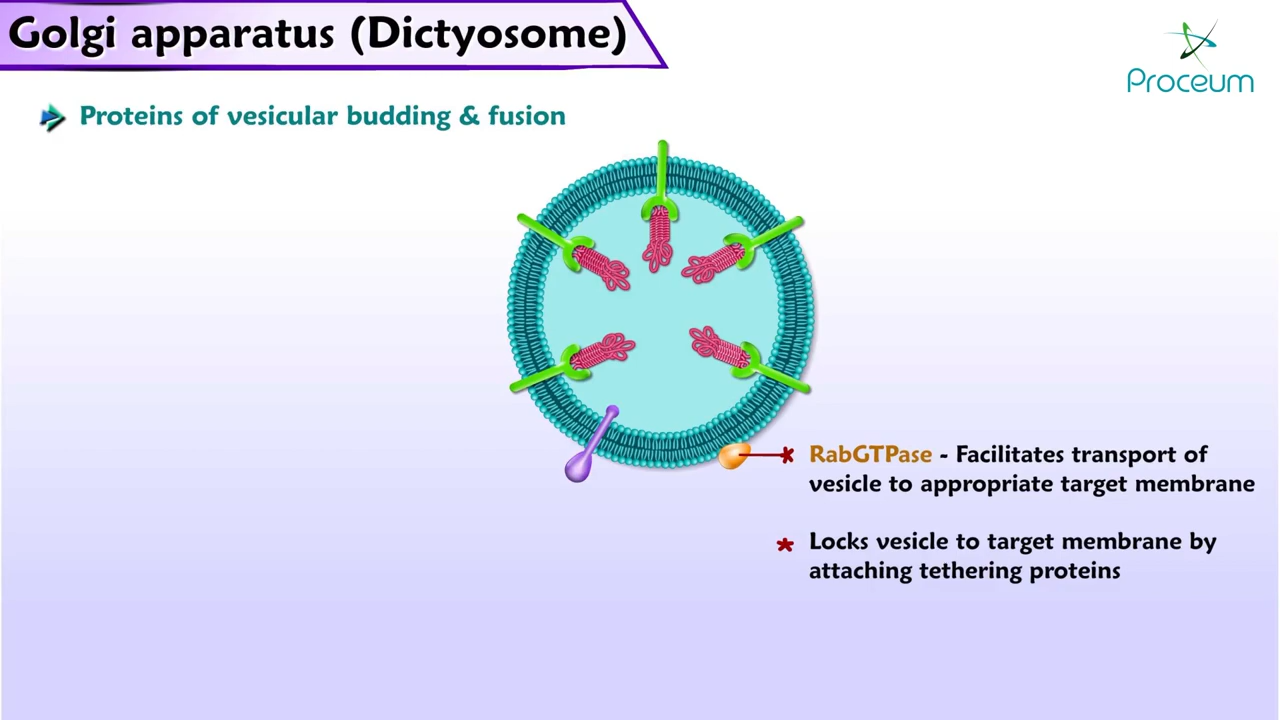 Golgi apparatus (Dictyosome)
Proceum
Proteins of vesicular budding & fusion
RabGTPase - Facilitates transport of
vesicle to appropriate target membrane
Locks vesicle to target membrane by
attaching tethering proteins